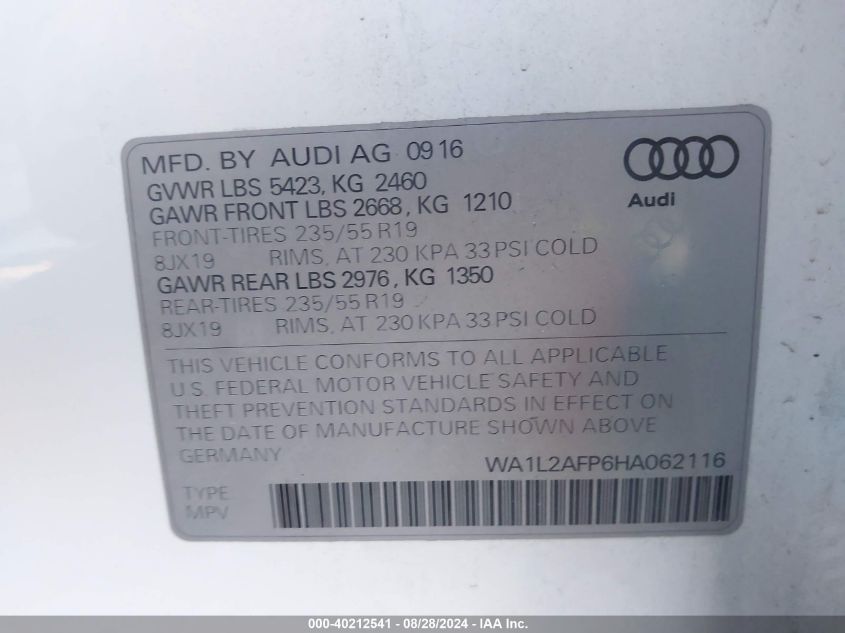 MFD. BY AUDI AG 09 16
GVWR LBS 5423, KG 2460
GAWR FRONT LBS 2668, KG 1210
FRONT-TIRES 235/55 R19
8JX19 RIMS, AT 230 KPA 33 PSI COLD
GAWR REAR LBS 2976, KG 1350
REAR-TIRES 235/55 R19
8JX19 RIMS, AT 230 KPA 33 PSI COLD
Audi
THIS VEHICLE CONFORMS TO ALL APPLICABLE
U.S. FEDERAL MOTOR VEHICLE SAFETY AND
THEFT PREVENTION STANDARDS IN EFFECT ON
THE DATE OF MANUFACTURE SHOWN ABOVE
GERMANY
WA1L2AFP6HA062116
TYPE
MPV
000-40212541 - 08/28/2024 - IAA, Inc.